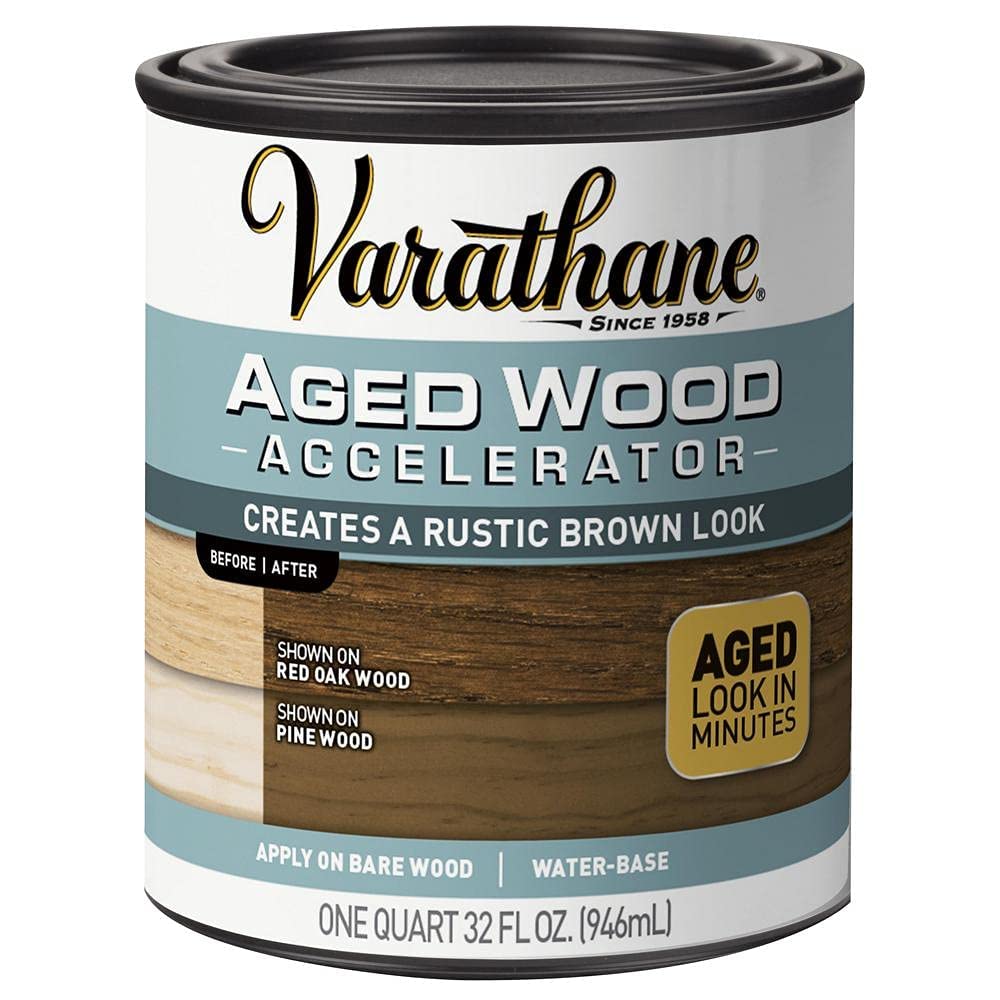 Varathane®
SINCE 1958
AGED WOOD
ACCELERATOR
CREATES A RUSTIC BROWN LOOK
BEFORE | AFTER
SHOWN ON
RED OAK WOOD
SHOWN ON
PINE WOOD
AGED
LOOK IN
MINUTES
APPLY ON BARE WOOD | WATER-BASE
ONE QUART 32 FL OZ. (946mL)